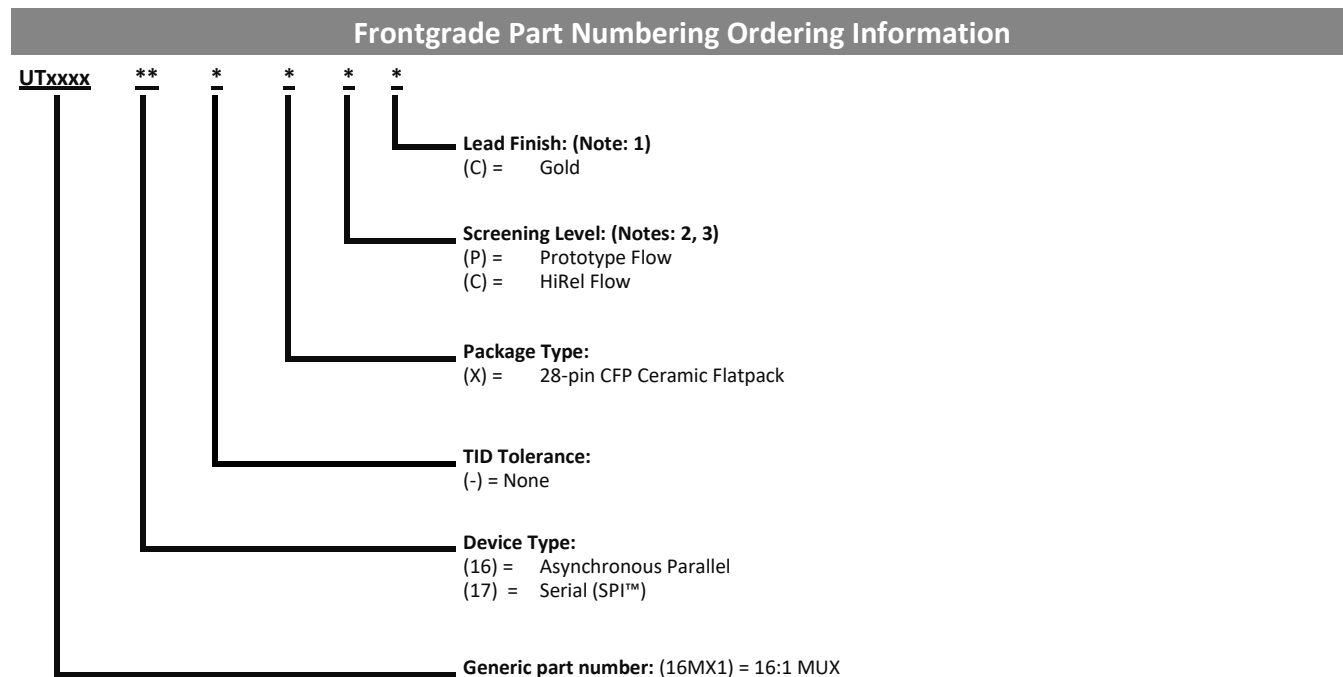 Frontgrade Part Numbering Ordering Information
UTxxxx ** * * * *
Lead Finish: (Note: 1)
(C) = Gold
Screening Level: (Notes: 2, 3)
(P) = Prototype Flow
(C) = HiRel Flow
Package Type:
(X) = 28-pin CFP Ceramic Flatpack
TID Tolerance:
(-) = None
Device Type:
(16) = Asynchronous Parallel
(17) = Serial (SPI™)
Generic part number: (16MX1) = 16:1 MUX